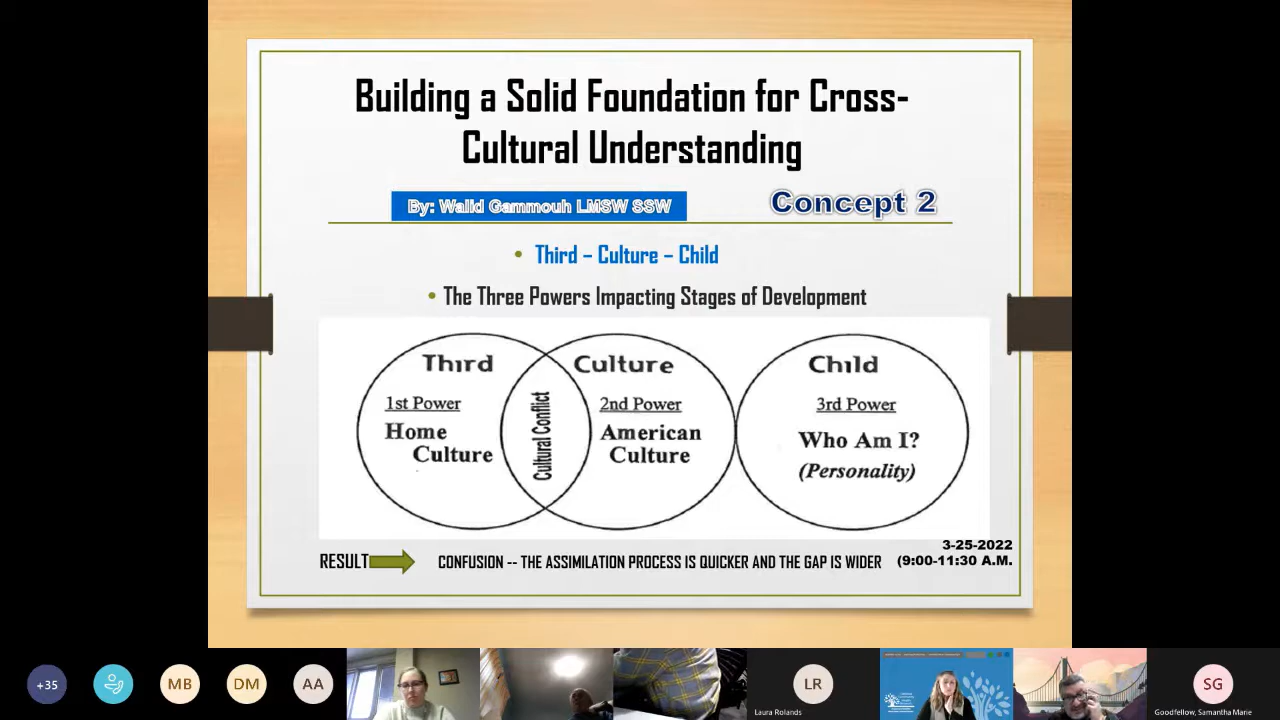 Building a Solid Foundation for Cross-
Cultural Understanding
By: Walid Gammouh LMSW SSW
Concept 2
• Third – Culture – Child
• The Three Powers Impacting Stages of Development
Third
1st Power
Home
Culture
Cultural Conflict
Culture
2nd Power
American
Culture
Child
3rd Power
Who Am I?
(Personality)
RESULT
CONFUSION -- THE ASSIMILATION PROCESS IS QUICKER AND THE GAP IS WIDER
3-25-2022
(9:00-11:30 A.M.
+35
MB
DM
AA
LR
Laura Rolands
SG
Goodfellow, Samantha Marie